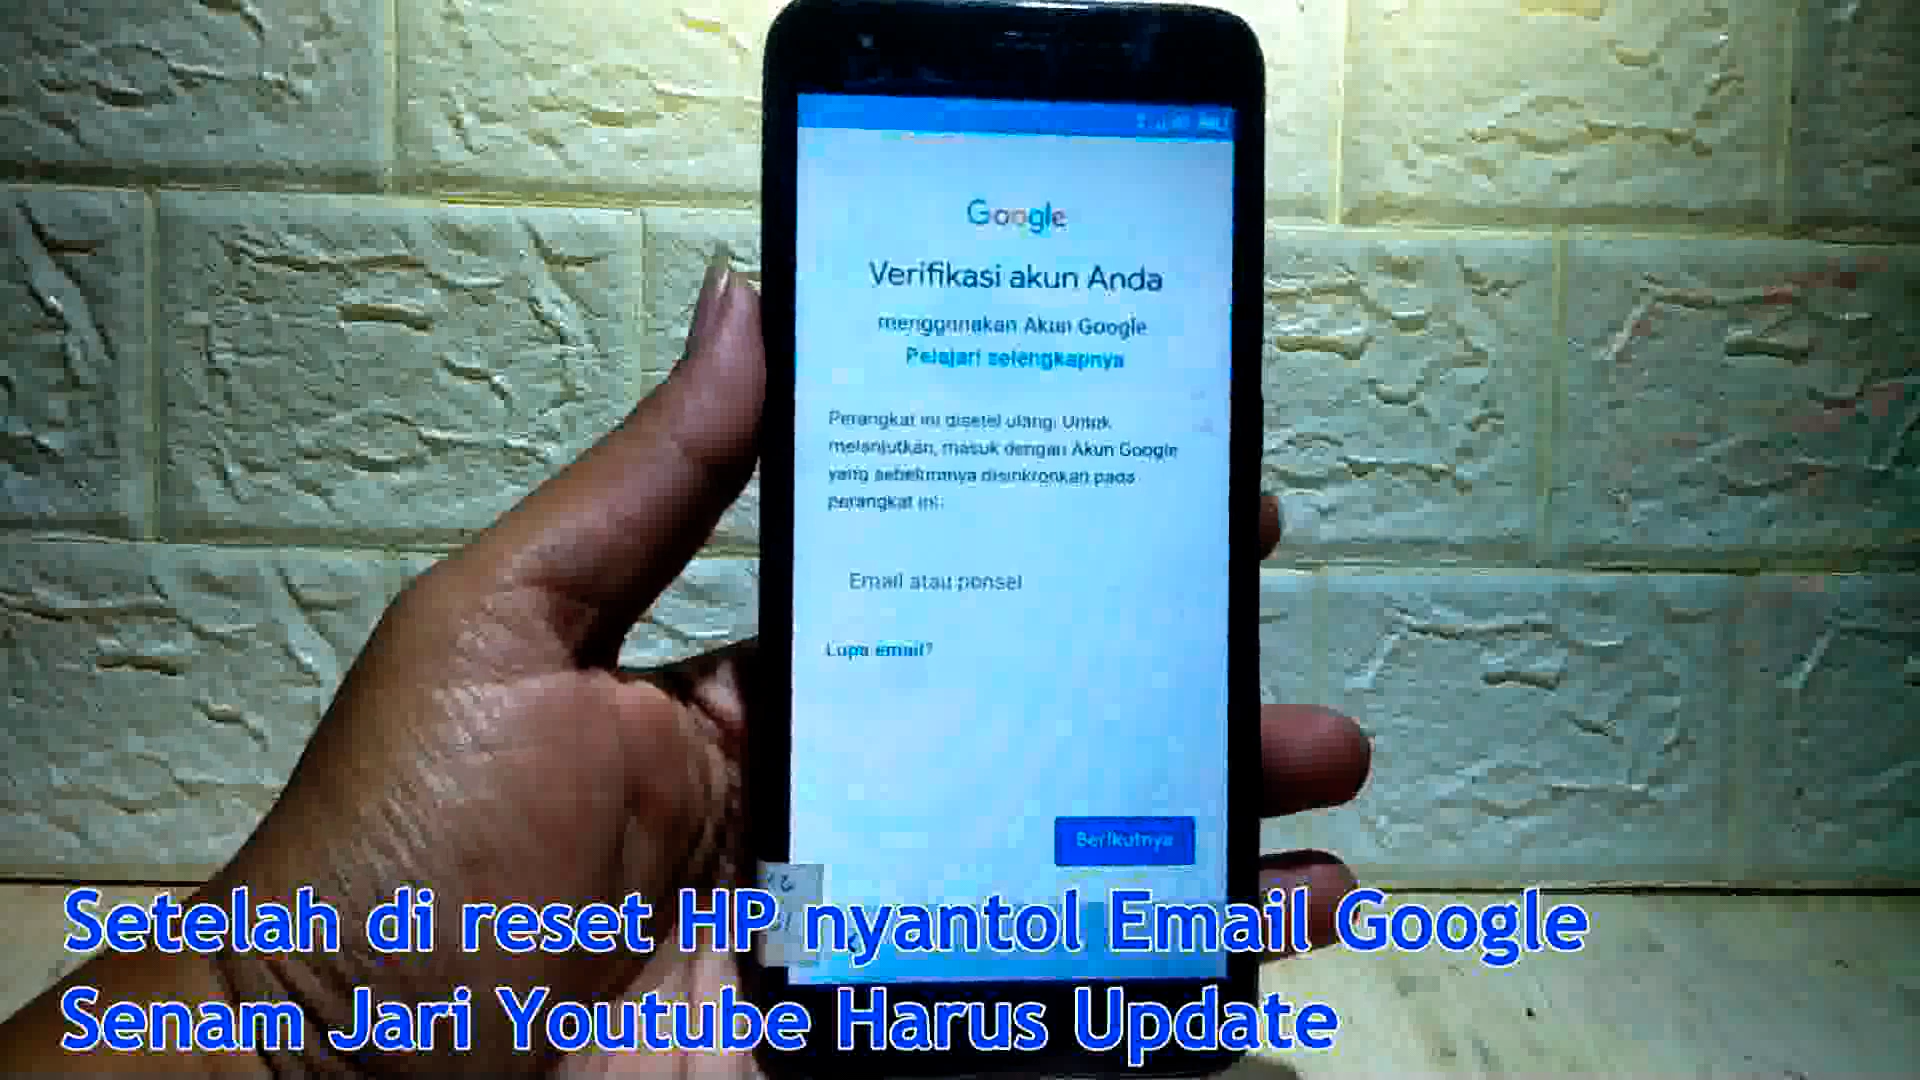 Google
Verifikasi akun Anda
menggunakan Akun Google
Pelajari selengkapnya
Perangkat ini disetel ulang. Untuk
melanjutkan, masuk dengan Akun Google
yang sebelumnya disinkronkan pada
perangkat ini.
Email atau ponsel
Lupa email?
Berikutnya
Setelah di reset HP nyantol Email Google
Senam Jari Youtube Harus Update